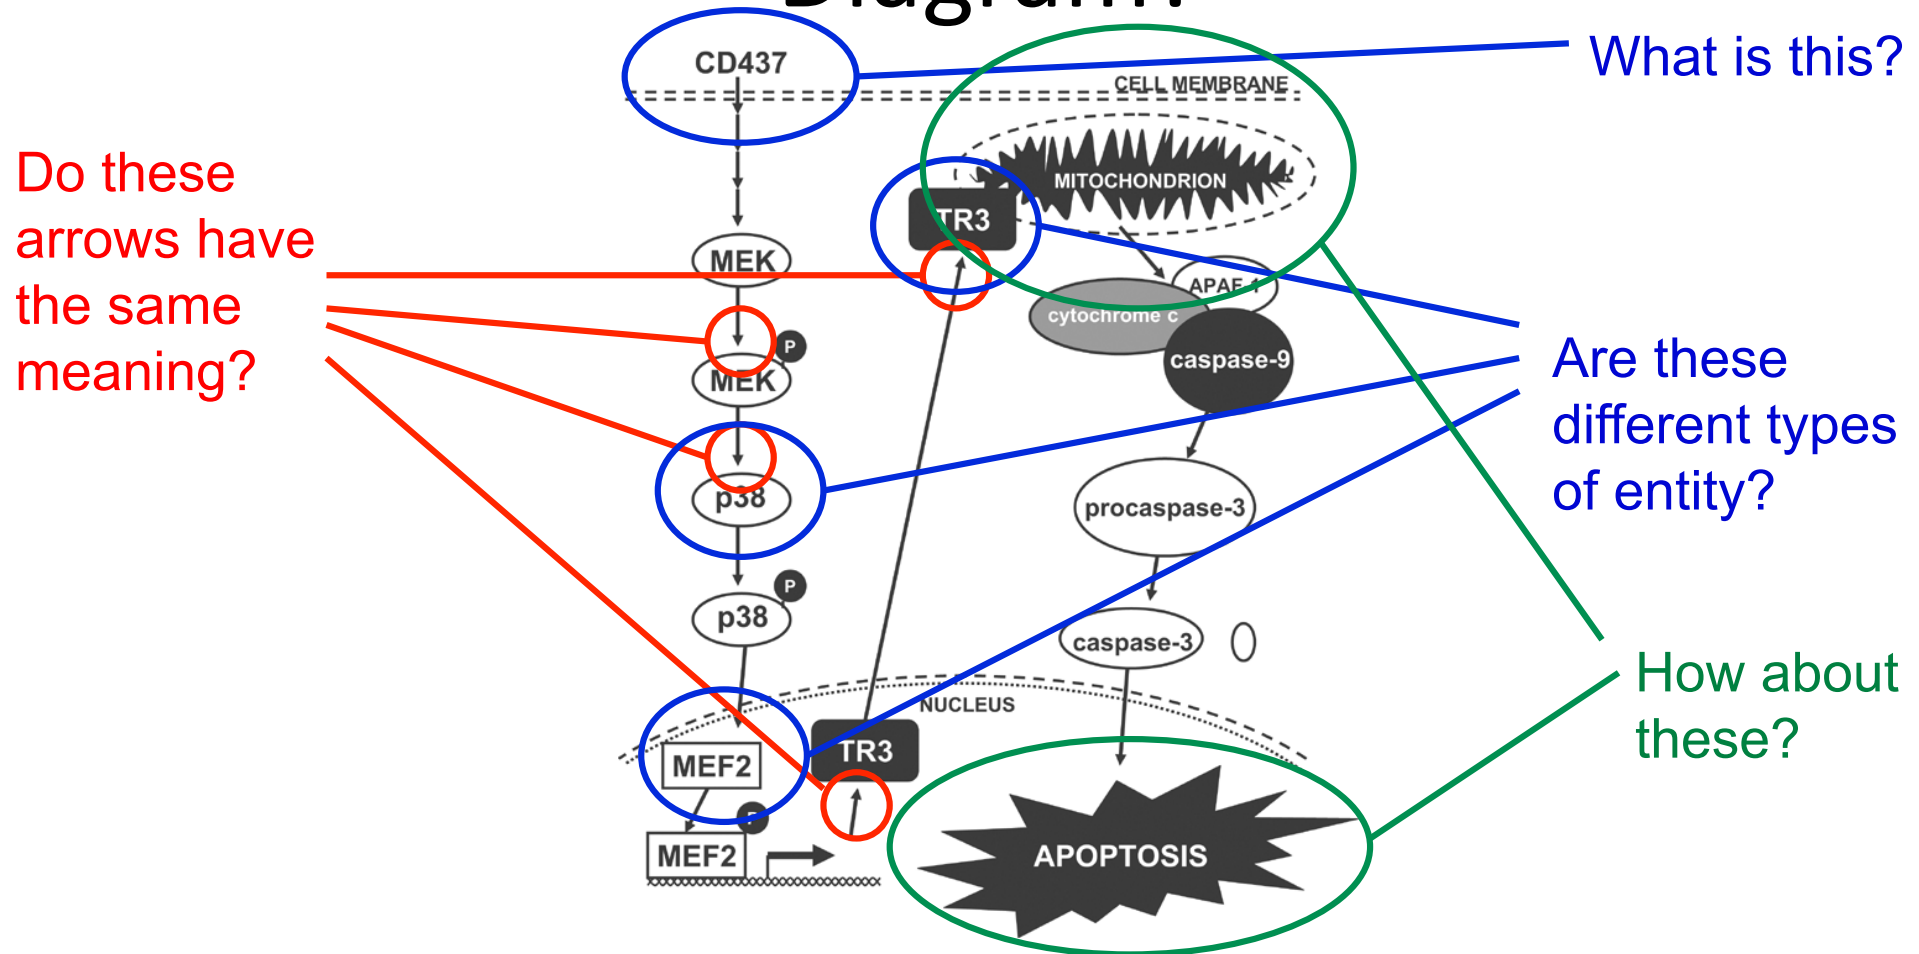 Diagram?
CD437
What is this?
CELL MEMBRANE
Do these
arrows have
the same
meaning?
MITOCHONDRION
TR3
MEK
APAF-1
cytochrome c
P
MEK
caspase-9
Are these
different types
of entity?
p38
procaspase-3
P
p38
caspase-3
How about
these?
NUCLEUS
TR3
MEF2
P
MEF2
APOPTOSIS